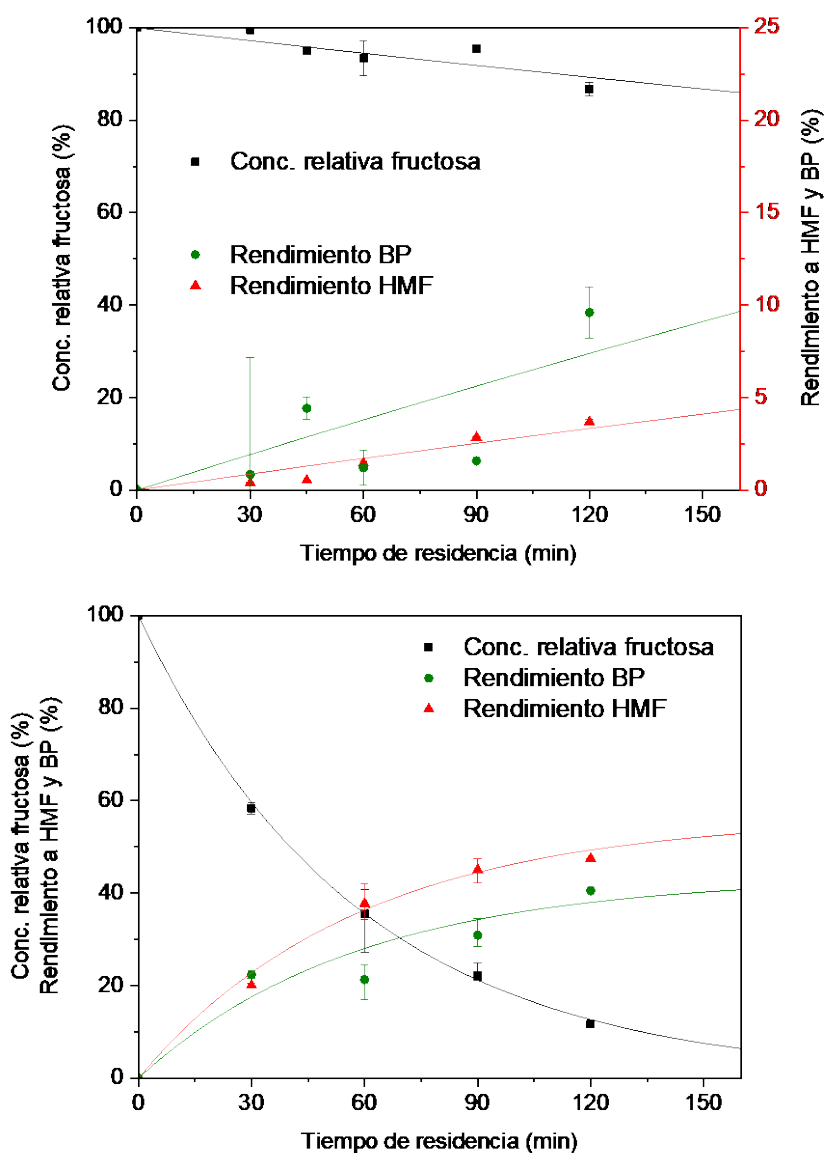 100
80
60
40
20
0
Conc. relativa fructosa (%)
Conc. relativa fructosa
Rendimiento BP
Rendimiento HMF
25
20
15
10
5
0
Rendimiento a HMF y BP (%)
0 30 60 90 120 150
Tiempo de residencia (min)
100
80
60
40
20
0
Conc. relativa fructosa (%)
Rendimiento a HMF y BP (%)
Conc. relativa fructosa
Rendimiento BP
Rendimiento HMF
0 30 60 90 120 150
Tiempo de residencia (min)